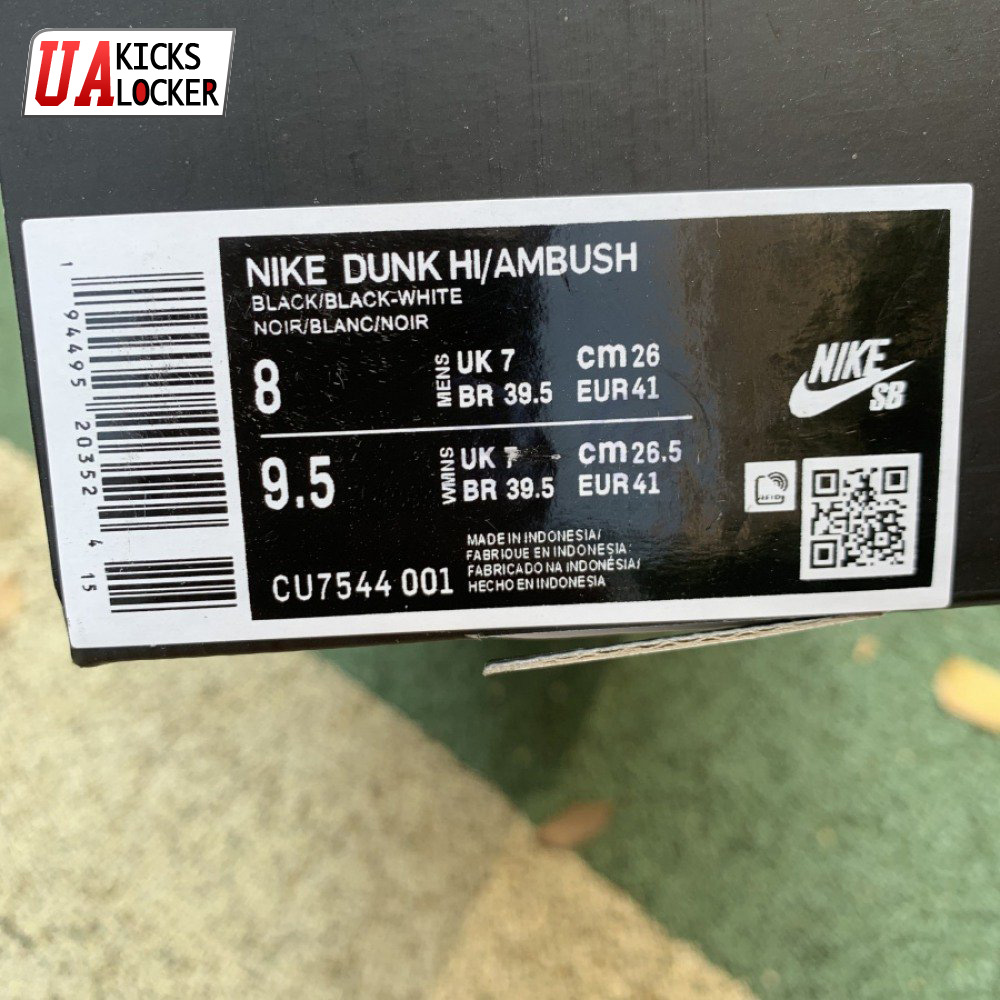 UA KICKS LOCKER
NIKE DUNK HI/AMBUSH
BLACK/BLACK-WHITE
NOIR/BLANC/NOIR
8 MENS UK 7 cm 26
BR 39.5 EUR 41
9.5 WMNS UK 7 cm 26.5
BR 39.5 EUR 41
MADE IN INDONESIA/
FABRIQUE EN INDONESIA
FABRICADO NA INDONÉSIA/
HECHO EN INDONESIA
CU7544 001
NIKE
SB
RFID
1 94495 20352 4 15